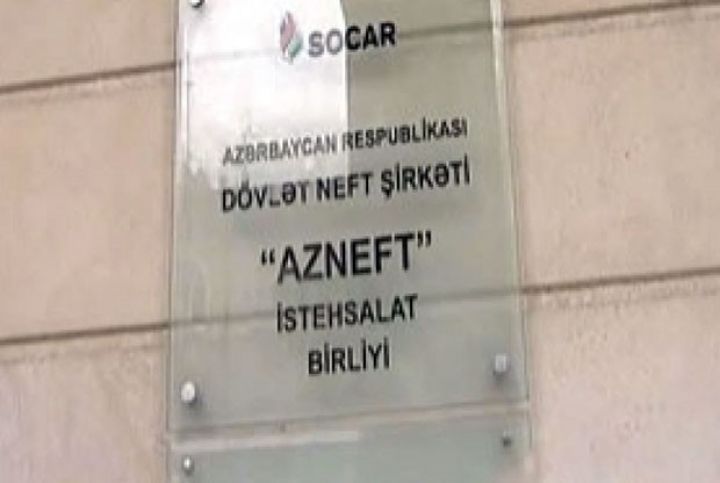 SOCAR
AZƏRBAYCAN RESPUBLİKASI
DÖVLƏT NEFT ŞİRKƏTİ
“AZNEFT”
İSTEHSALAT
BİRLİYİ